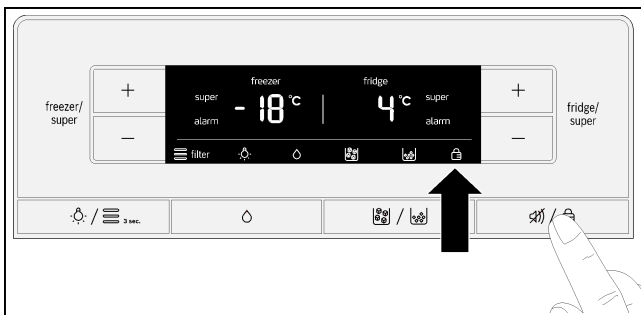 freezer/
super
+
−
freezer
super
alarm
- 18 °C
fridge
4 °C
super
alarm
filter
+
−
fridge/
super
/ 3 sec.
/
/